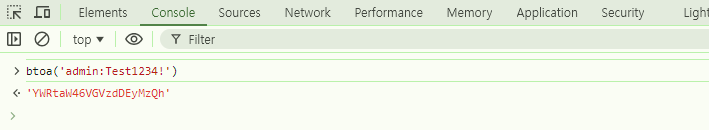 Elements Console Sources Network Performance Memory Application Security Light
top Filter
btoa('admin:Test1234!')
'YWRtaW46VGVzdDEyMzQh'